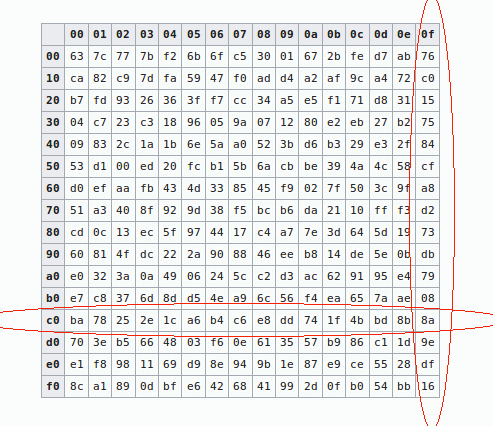 00 01 02 03 04 05 06 07 08 09 0a 0b 0c 0d 0e 0f
00 63 7c 77 7b f2 6b 6f c5 30 01 67 2b fe d7 ab 76
10 ca 82 c9 7d fa 59 47 f0 ad d4 a2 af 9c a4 72 c0
20 b7 fd 93 26 36 3f f7 cc 34 a5 e5 f1 71 d8 31 15
30 04 c7 23 c3 18 96 05 9a 07 12 80 e2 eb 27 b2 75
40 09 83 2c 1a 1b 6e 5a a0 52 3b d6 b3 29 e3 2f 84
50 53 d1 00 ed 20 fc b1 5b 6a cb be 39 4a 4c 58 cf
60 d0 ef aa fb 43 4d 33 85 45 f9 02 7f 50 3c 9f a8
70 51 a3 40 8f 92 9d 38 f5 bc b6 da 21 10 ff f3 d2
80 cd 0c 13 ec 5f 97 44 17 c4 a7 7e 3d 64 5d 19 73
90 60 81 4f dc 22 2a 90 88 46 ee b8 14 de 5e 0b db
a0 e0 32 3a 0a 49 06 24 5c c2 d3 ac 62 91 95 e4 79
b0 e7 c8 37 6d 8d d5 4e a9 6c 56 f4 ea 65 7a ae 08
c0 ba 78 25 2e 1c a6 b4 c6 e8 dd 74 1f 4b bd 8b 8a
d0 70 3e b5 66 48 03 f6 0e 61 35 57 b9 86 c1 1d 9e
e0 e1 f8 98 11 69 d9 8e 94 9b 1e 87 e9 ce 55 28 df
f0 8c a1 89 0d bf e6 42 68 41 99 2d 0f b0 54 bb 16